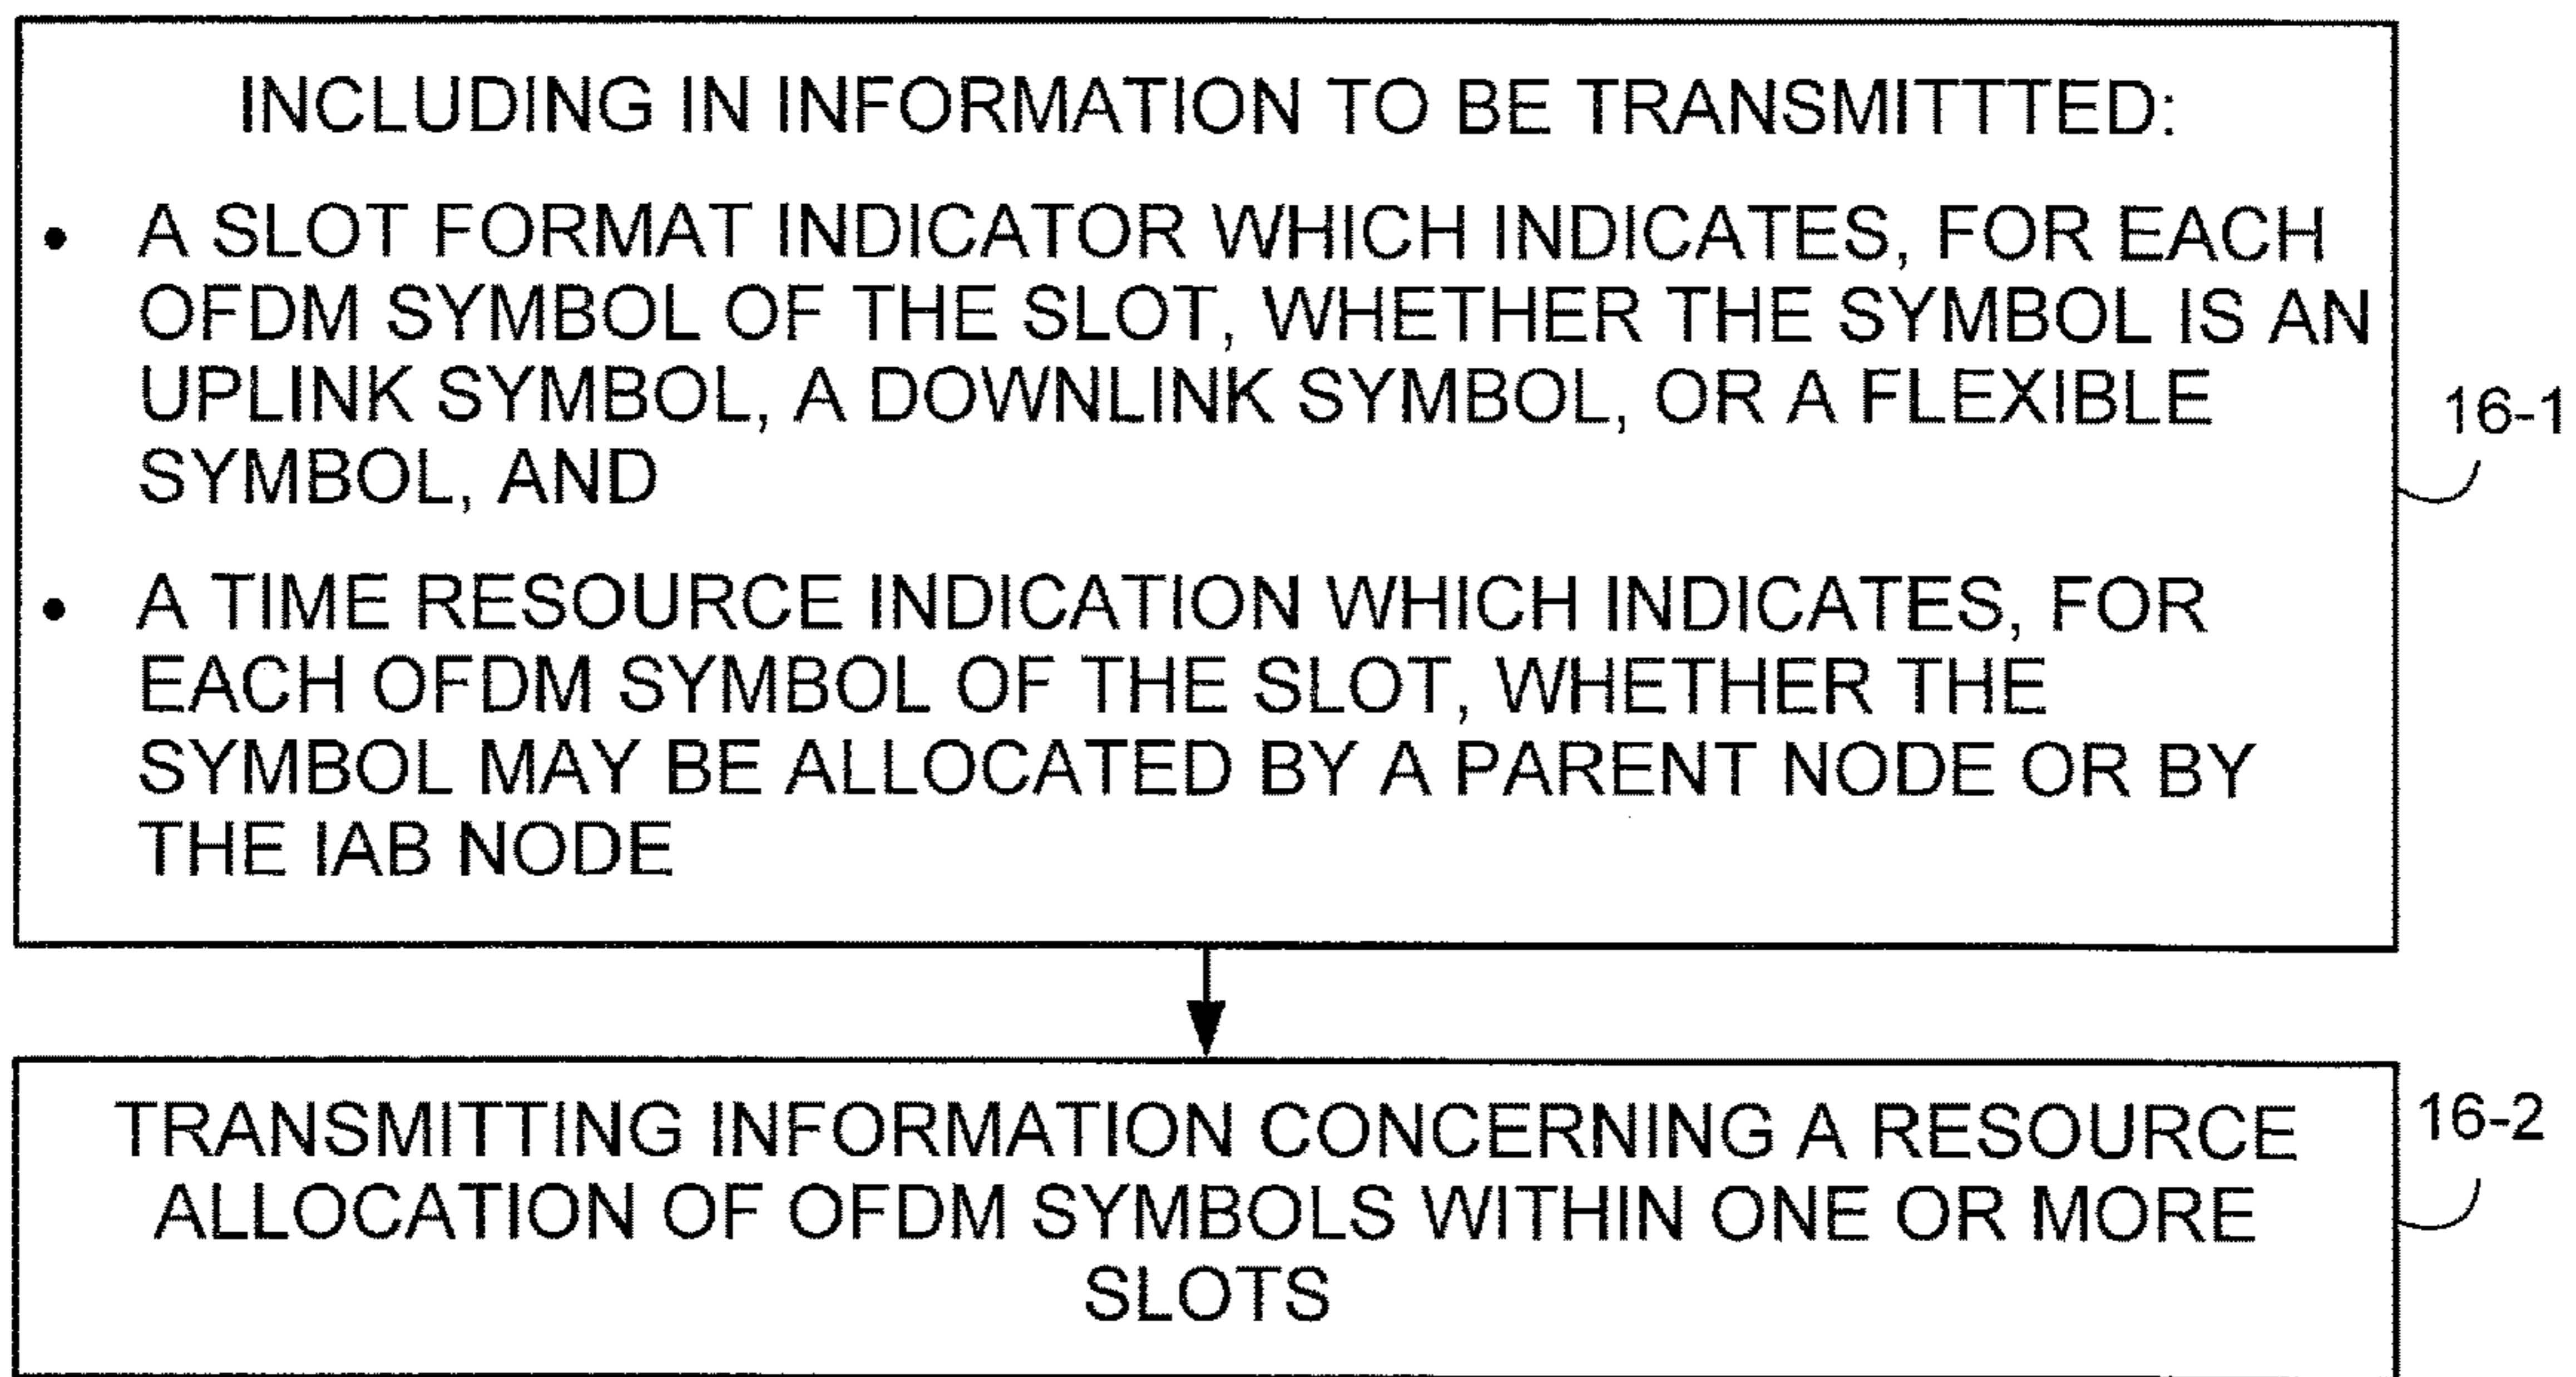 INCLUDING IN INFORMATION TO BE TRANSMITTTED:
• A SLOT FORMAT INDICATOR WHICH INDICATES, FOR EACH
OFDM SYMBOL OF THE SLOT, WHETHER THE SYMBOL IS AN
UPLINK SYMBOL, A DOWNLINK SYMBOL, OR A FLEXIBLE
SYMBOL, AND
16-1
• A TIME RESOURCE INDICATION WHICH INDICATES, FOR
EACH OFDM SYMBOL OF THE SLOT, WHETHER THE
SYMBOL MAY BE ALLOCATED BY A PARENT NODE OR BY
THE IAB NODE
TRANSMITTING INFORMATION CONCERNING A RESOURCE
ALLOCATION OF OFDM SYMBOLS WITHIN ONE OR MORE
SLOTS
16-2